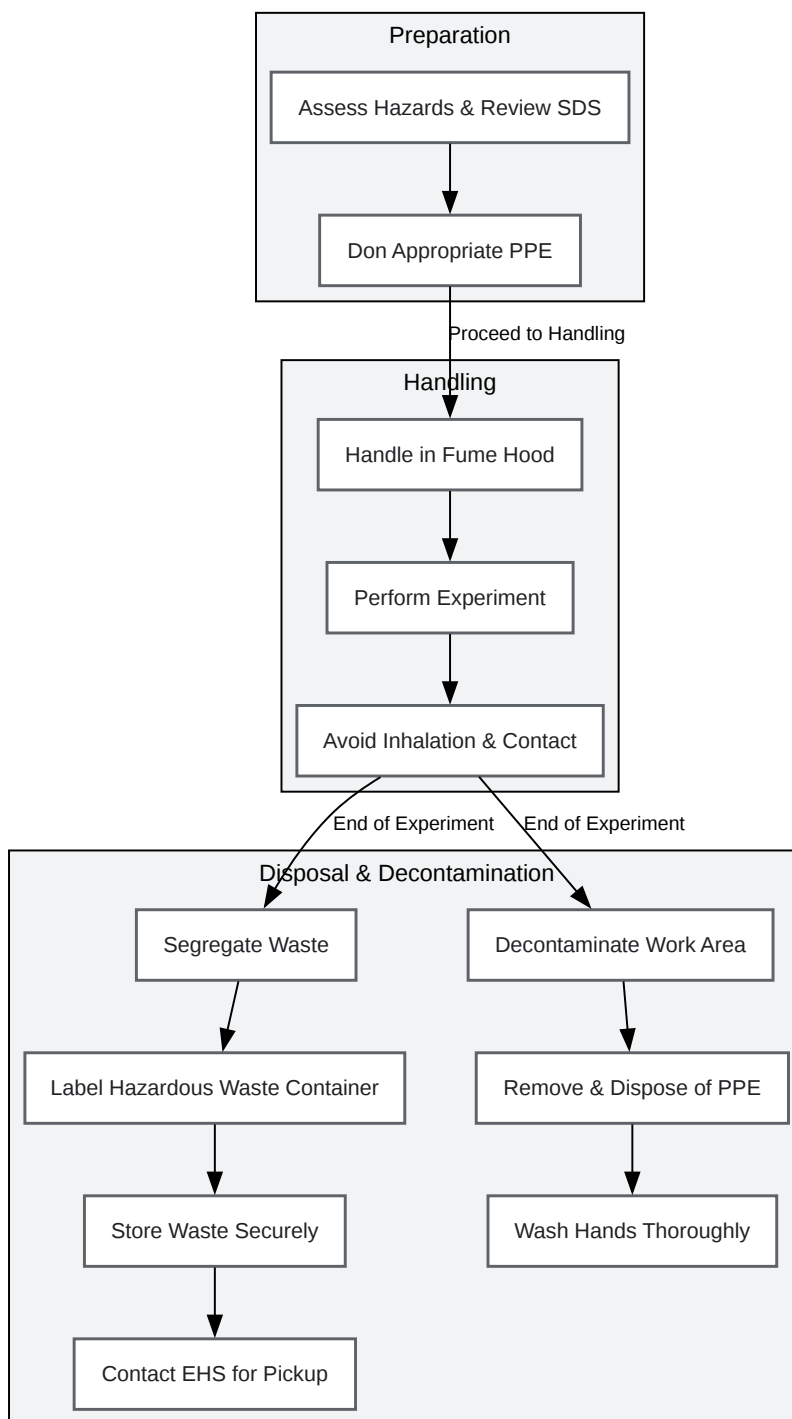 Preparation
Assess Hazards & Review SDS
Don Appropriate PPE
Proceed to Handling
Handling
Handle in Fume Hood
Perform Experiment
Avoid Inhalation & Contact
End of Experiment
End of Experiment
Disposal & Decontamination
Segregate Waste
Decontaminate Work Area
Label Hazardous Waste Container
Remove & Dispose of PPE
Store Waste Securely
Wash Hands Thoroughly
Contact EHS for Pickup